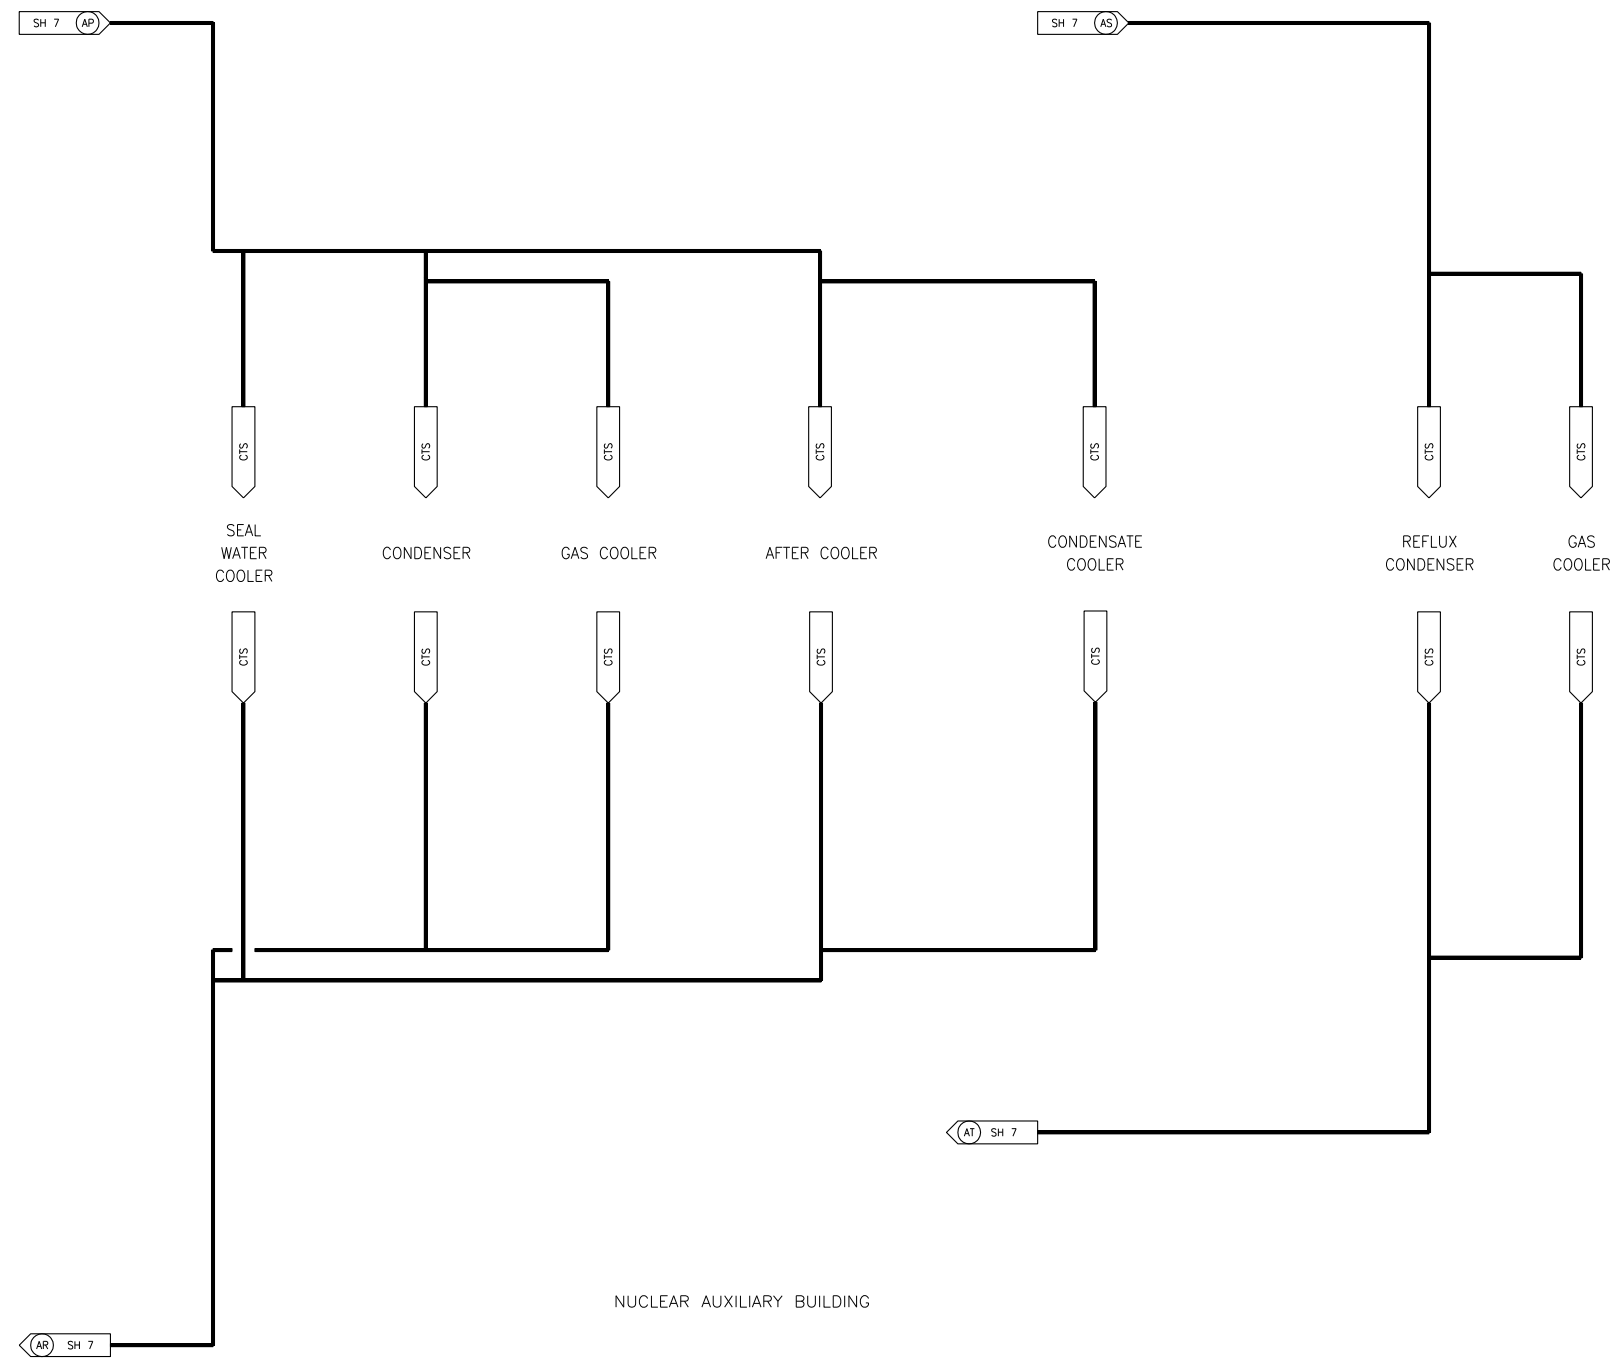 SH 7 AP
SH 7 AS
CTS
CTS
CTS
CTS
CTS
CTS
CTS
SEAL
WATER
COOLER
CONDENSER
GAS COOLER
AFTER COOLER
CONDENSATE
COOLER
REFLUX
CONDENSER
GAS
COOLER
CTS
CTS
CTS
CTS
CTS
CTS
CTS
AT SH 7
NUCLEAR AUXILIARY BUILDING
AR SH 7